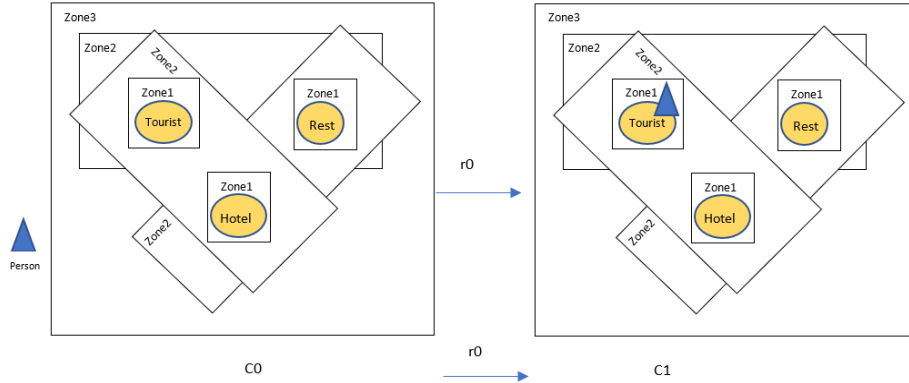 Zone3
Zone2
Zone2
Zone1
Tourist
Zone1
Rest
Zone1
Hotel
Zone2
Person
C0
r0
r0
Zone3
Zone2
Zone2
Zone1
Tourist
Zone1
Rest
Zone1
Hotel
Zone2
C1